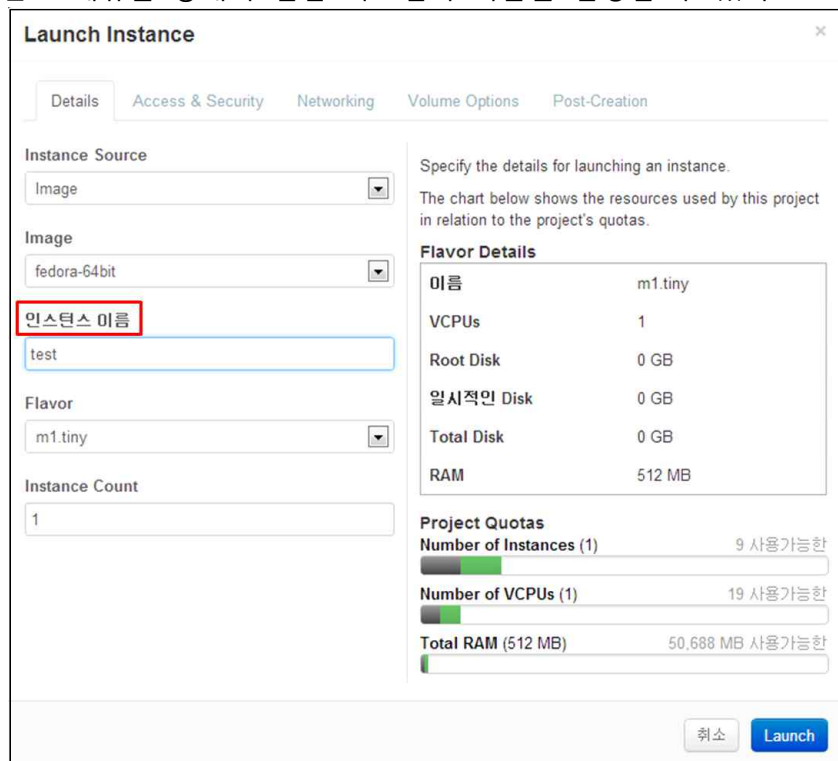 Launch Instance
×
Details Access & Security Networking Volume Options Post-Creation
Instance Source
Image
Image
fedora-64bit
인스턴스 이름
test
Flavor
m1.tiny
Instance Count
1
Specify the details for launching an instance.
The chart below shows the resources used by this project
in relation to the project's quotas.
Flavor Details
이름 m1.tiny
VCPUs 1
Root Disk 0 GB
일시적인 Disk 0 GB
Total Disk 0 GB
RAM 512 MB
Project Quotas
Number of Instances (1) 9 사용가능한
Number of VCPUs (1) 19 사용가능한
Total RAM (512 MB) 50,688 MB 사용가능한
취소 Launch